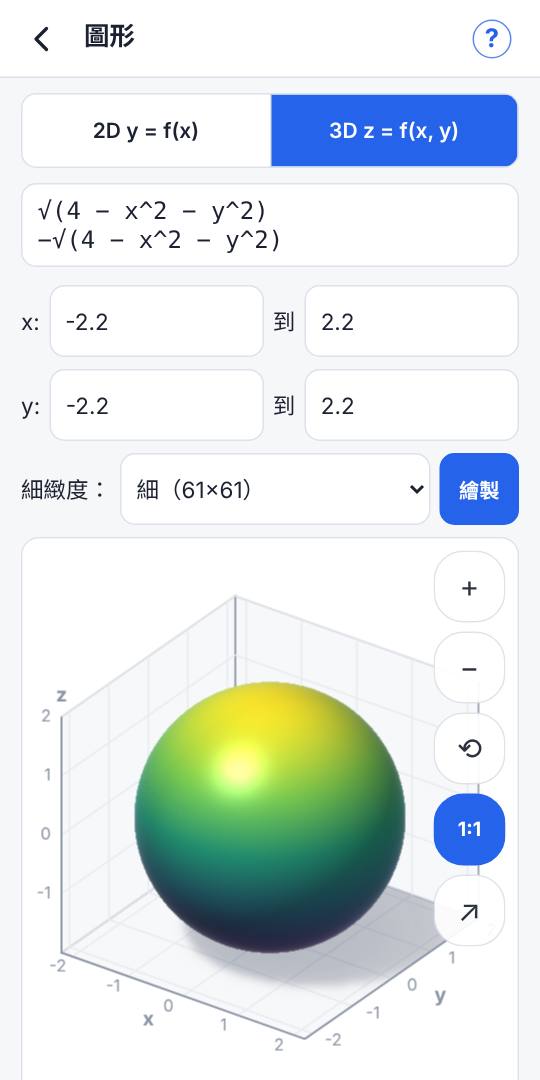 圖形
?
2D y = f(x)
3D z = f(x, y)
√(4 − x^2 − y^2)
−√(4 − x^2 − y^2)
x: -2.2 到 2.2
y: -2.2 到 2.2
細緻度： 細（61×61） 繪製
+
−
⟲
1:1
↗
z
2
1
0
-1
-2
-1
0
1
2
x
-2
-1
0
1
y